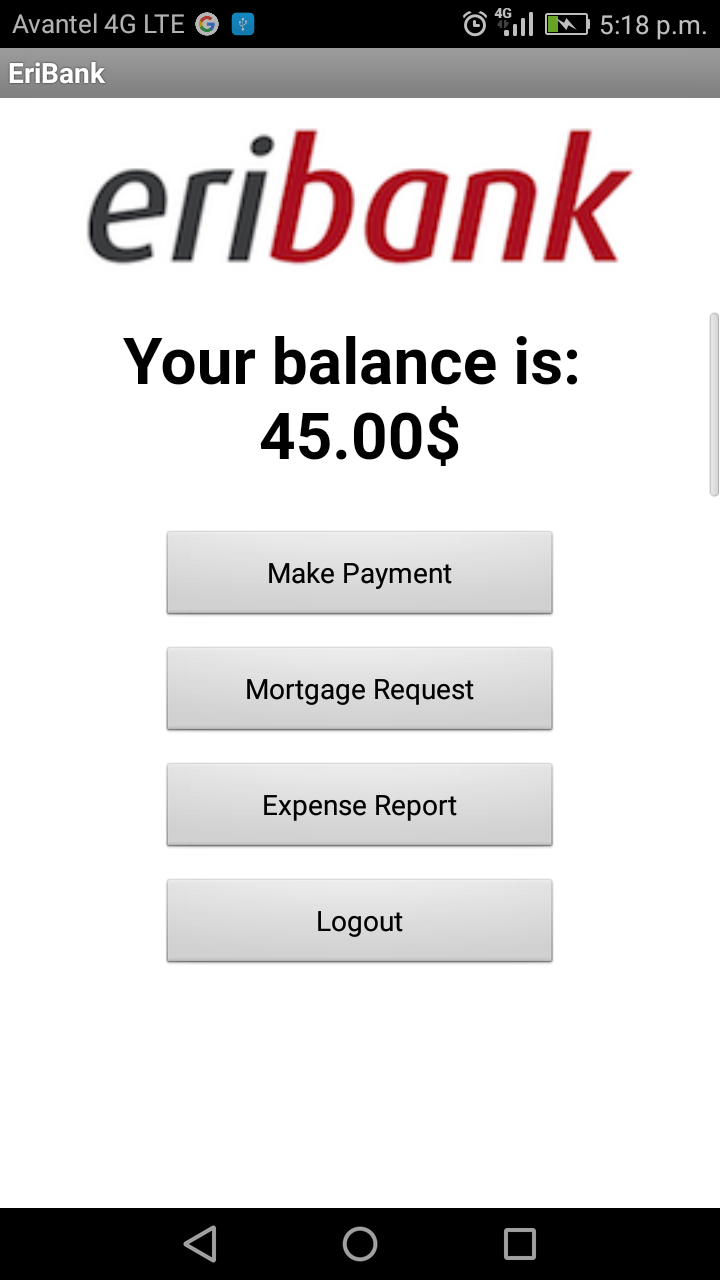 Avantel 4G LTE 4G 5:18 p.m.
EriBank
eribank
Your balance is:
45.00$
Make Payment
Mortgage Request
Expense Report
Logout